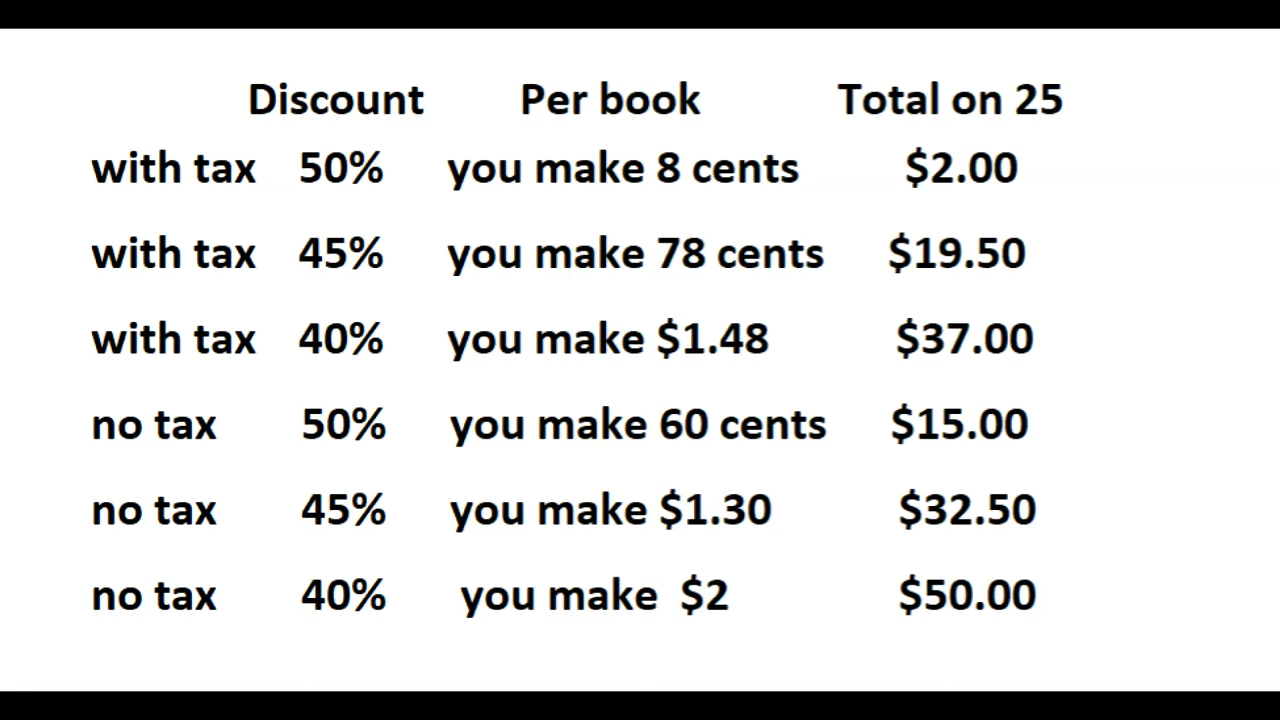 Discount Per book Total on 25
with tax 50% you make 8 cents $2.00
with tax 45% you make 78 cents $19.50
with tax 40% you make $1.48 $37.00
no tax 50% you make 60 cents $15.00
no tax 45% you make $1.30 $32.50
no tax 40% you make $2 $50.00